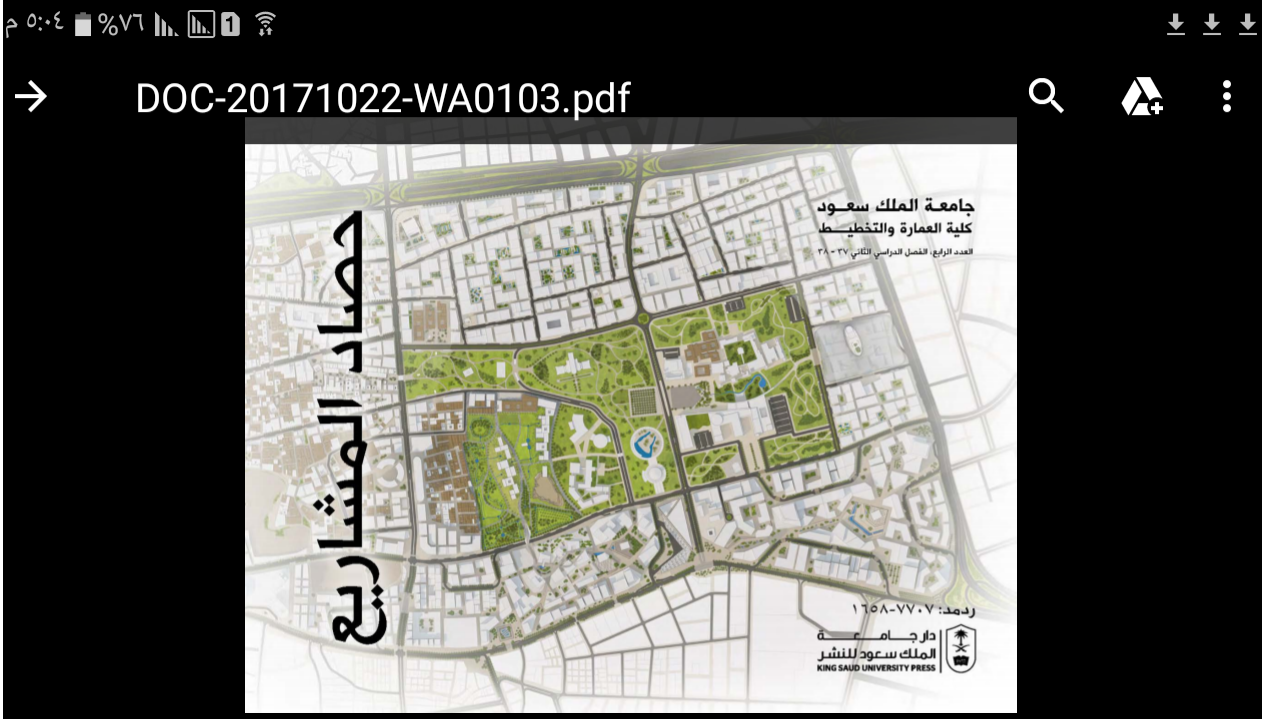 ٥:٠٤ م
%٧٦
1
DOC-20171022-WA0103.pdf
جامعة الملك سعود
كلية العمارة والتخطيط
العدد الرابع: الفصل الدراسي الثاني ٣٧ - ٣٨
حصاد المشاريع
ردمد: ٧٧٠٧-١٦٥٨
دار جامعة
الملك سعود للنشر
KING SAUD UNIVERSITY PRESS